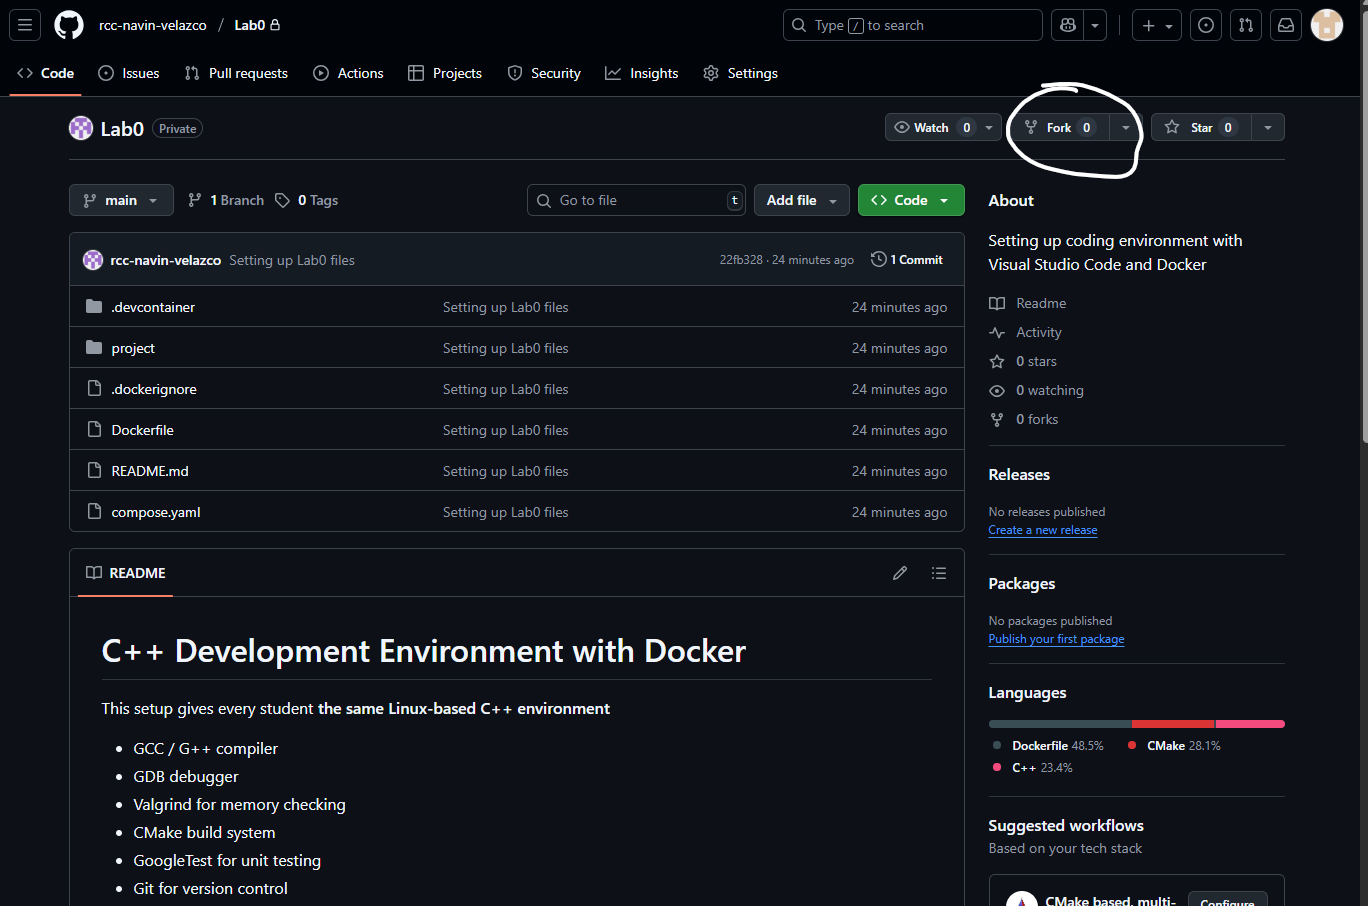 rcc-navin-velazco / Lab0
Type / to search
Code Issues Pull requests Actions Projects Security Insights Settings
Lab0 Private
Watch 0 Fork 0 Star 0
main 1 Branch 0 Tags Go to file t Add file Code
rcc-navin-velazco Setting up Lab0 files 22fb328 · 24 minutes ago 1 Commit
.devcontainer Setting up Lab0 files 24 minutes ago
project Setting up Lab0 files 24 minutes ago
.dockerignore Setting up Lab0 files 24 minutes ago
Dockerfile Setting up Lab0 files 24 minutes ago
README.md Setting up Lab0 files 24 minutes ago
compose.yaml Setting up Lab0 files 24 minutes ago
README
C++ Development Environment with Docker
This setup gives every student the same Linux-based C++ environment
• GCC / G++ compiler
• GDB debugger
• Valgrind for memory checking
• CMake build system
• GoogleTest for unit testing
• Git for version control
About
Setting up coding environment with
Visual Studio Code and Docker
Readme
Activity
0 stars
0 watching
0 forks
Releases
No releases published
Create a new release
Packages
No packages published
Publish your first package
Languages
Dockerfile 48.5% CMake 28.1%
C++ 23.4%
Suggested workflows
Based on your tech stack
CMake based, multi- Configure